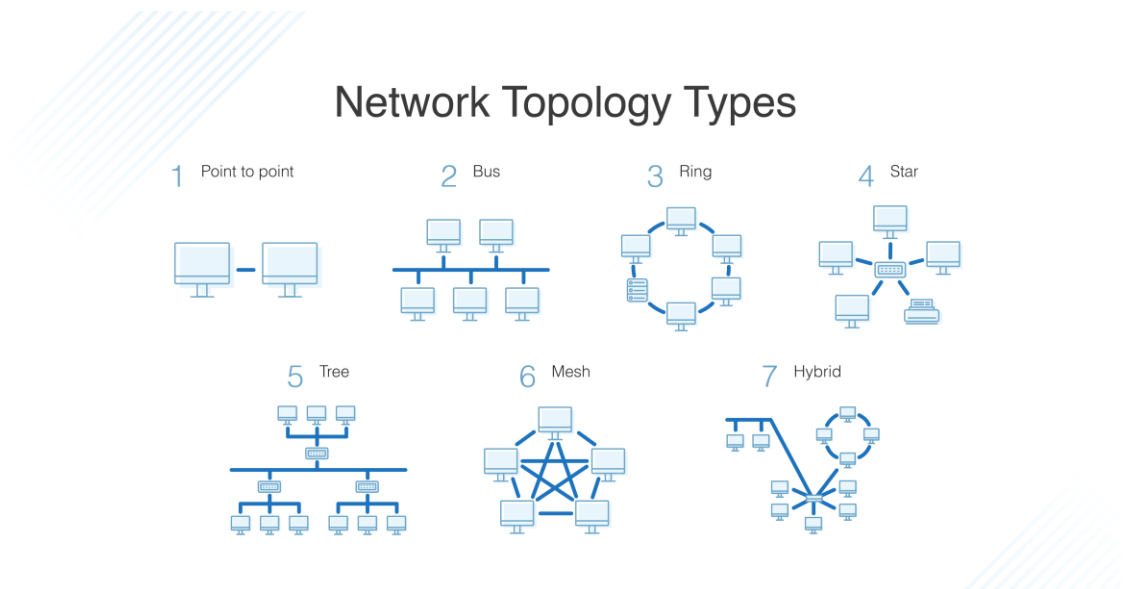 Network Topology Types
1 Point to point
2 Bus
3 Ring
4 Star
5 Tree
6 Mesh
7 Hybrid